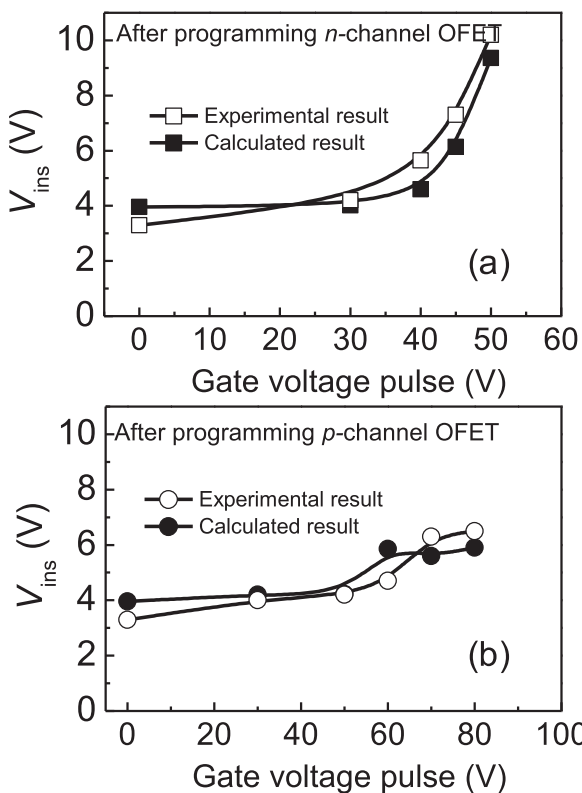 After programming n-channel OFET
Experimental result
Calculated result
V_ins (V)
10
8
6
4
2
0
(a)
0 10 20 30 40 50 60
Gate voltage pulse (V)
After programming p-channel OFET
Experimental result
Calculated result
V_ins (V)
10
8
6
4
2
0
(b)
0 20 40 60 80 100
Gate voltage pulse (V)